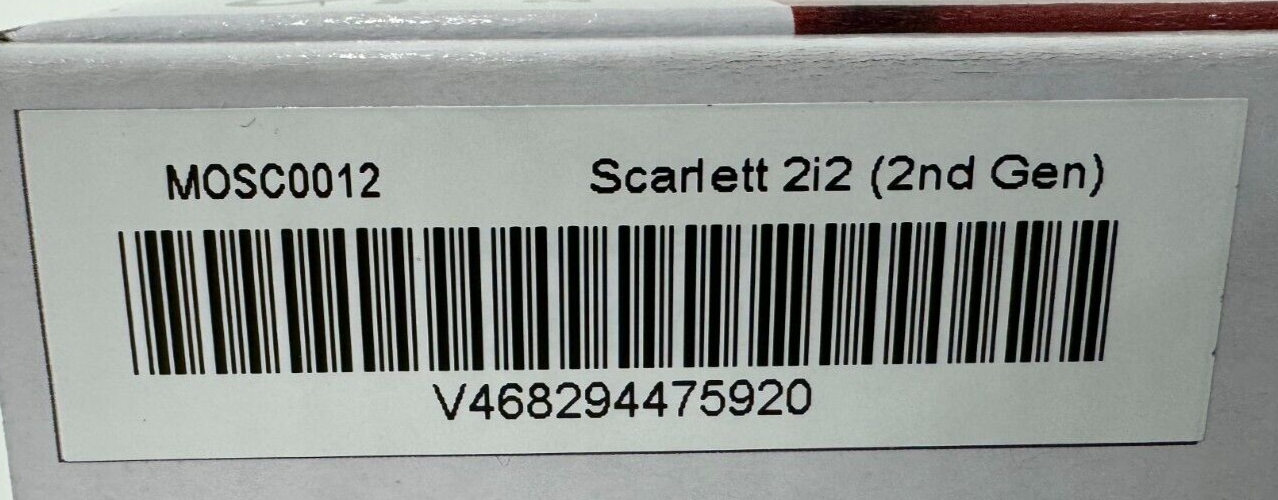 MOSC0012 Scarlett 2i2 (2nd Gen)
V468294475920